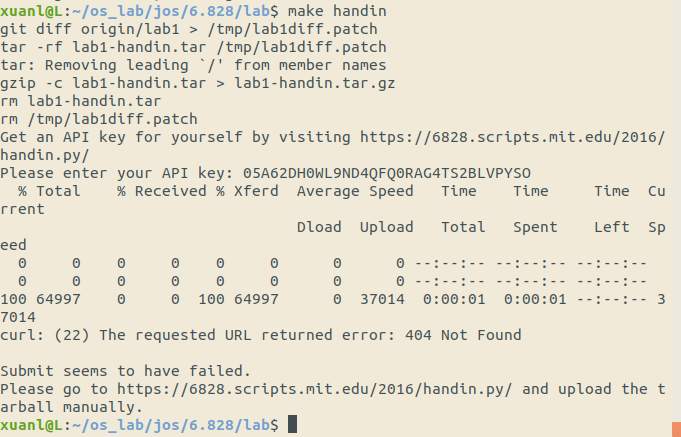 xuanl@L:~/os_lab/jos/6.828/lab$ make handin
git diff origin/lab1 > /tmp/lab1diff.patch
tar -rf lab1-handin.tar /tmp/lab1diff.patch
tar: Removing leading `/' from member names
gzip -c lab1-handin.tar > lab1-handin.tar.gz
rm lab1-handin.tar
rm /tmp/lab1diff.patch
Get an API key for yourself by visiting https://6828.scripts.mit.edu/2016/
handin.py/
Please enter your API key: 05A62DH0WL9ND4QFQ0RAG4TS2BLVPYSO
  % Total    % Received % Xferd  Average Speed   Time    Time     Time  Cu
rrent
                                 Dload  Upload   Total   Spent    Left  Sp
eed
  0     0    0     0    0     0      0      0 --:--:-- --:--:-- --:--:--
  0     0    0     0    0     0      0      0 --:--:-- --:--:-- --:--:--
100 64997    0     0  100 64997      0  37014  0:00:01  0:00:01 --:--:-- 3
7014
curl: (22) The requested URL returned error: 404 Not Found
Submit seems to have failed.
Please go to https://6828.scripts.mit.edu/2016/handin.py/ and upload the t
arball manually.
xuanl@L:~/os_lab/jos/6.828/lab$